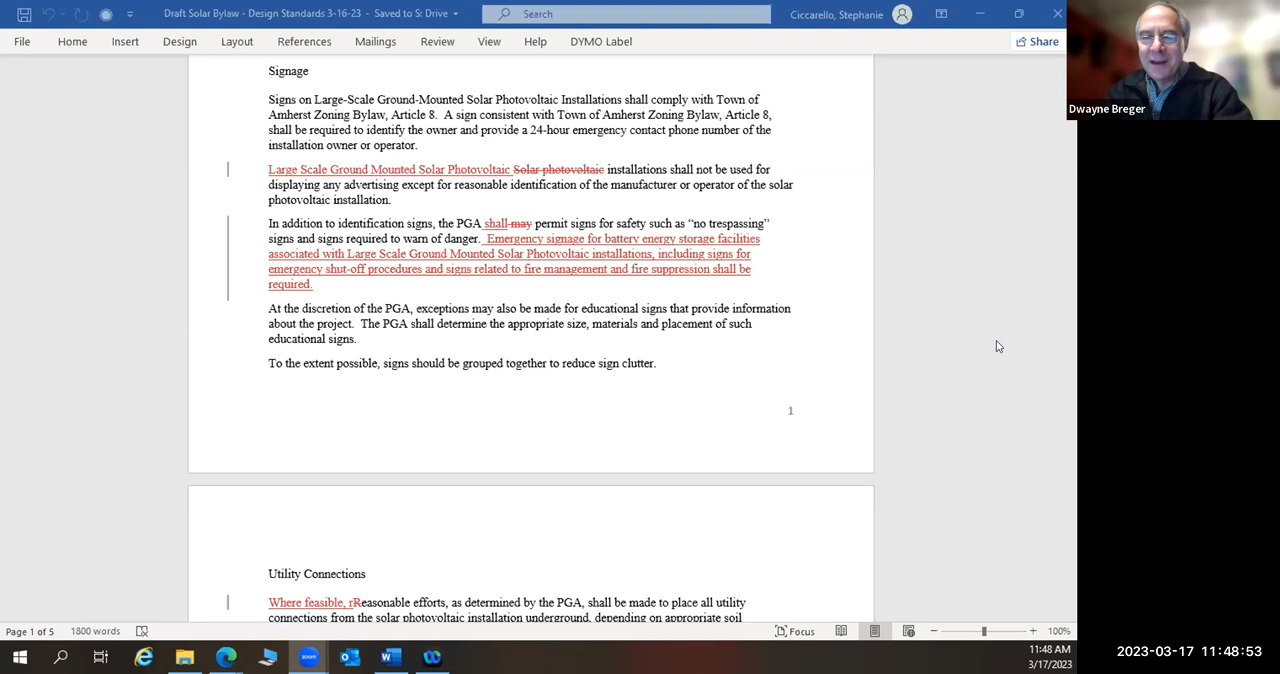 Draft Solar Bylaw - Design Standards 3-16-23 - Saved to S: Drive
Search
Ciccarello, Stephanie
File Home Insert Design Layout References Mailings Review View Help DYMO Label Share
Dwayne Breger
Signage
Signs on Large-Scale Ground-Mounted Solar Photovoltaic Installations shall comply with Town of
Amherst Zoning Bylaw, Article 8. A sign consistent with Town of Amherst Zoning Bylaw, Article 8,
shall be required to identify the owner and provide a 24-hour emergency contact phone number of the
installation owner or operator.
Large Scale Ground Mounted Solar Photovoltaic Solar photovoltaic installations shall not be used for
displaying any advertising except for reasonable identification of the manufacturer or operator of the solar
photovoltaic installation.
In addition to identification signs, the PGA shall may permit signs for safety such as “no trespassing”
signs and signs required to warn of danger. Emergency signage for battery energy storage facilities
associated with Large Scale Ground Mounted Solar Photovoltaic installations, including signs for
emergency shut-off procedures and signs related to fire management and fire suppression shall be
required.
At the discretion of the PGA, exceptions may also be made for educational signs that provide information
about the project. The PGA shall determine the appropriate size, materials and placement of such
educational signs.
To the extent possible, signs should be grouped together to reduce sign clutter.
1
Utility Connections
Where feasible, rReasonable efforts, as determined by the PGA, shall be made to place all utility
connections from the solar photovoltaic installation underground, depending on appropriate soil
Page 1 of 5 1800 words Focus 100%
zoom
11:48 AM
3/17/2023
2023-03-17 11:48:53